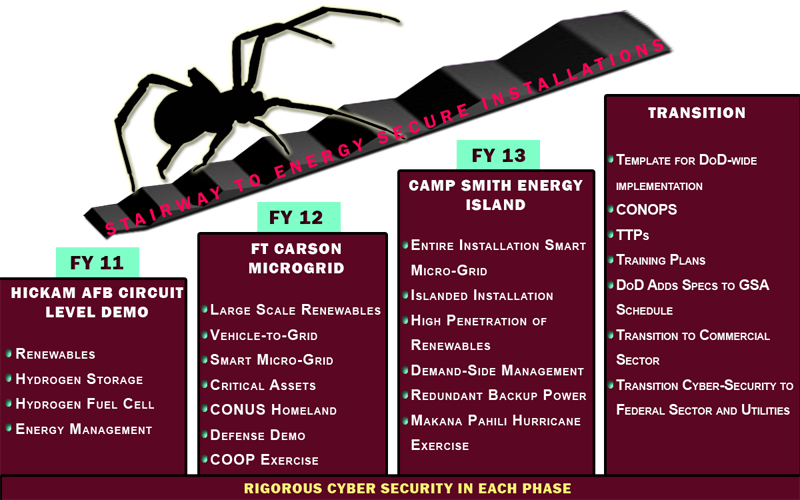 STAIRWAY TO ENERGY SECURE INSTALLATIONS
FY 11
HICKAM AFB CIRCUIT
LEVEL DEMO
RENEWABLES
HYDROGEN STORAGE
HYDROGEN FUEL CELL
ENERGY MANAGEMENT
FY 12
FT CARSON
MICROGRID
LARGE SCALE RENEWABLES
VEHICLE-TO-GRID
SMART MICRO-GRID
CRITICAL ASSETS
CONUS HOMELAND
DEFENSE DEMO
COOP EXERCISE
FY 13
CAMP SMITH ENERGY
ISLAND
ENTIRE INSTALLATION SMART
MICRO-GRID
ISLANDED INSTALLATION
HIGH PENETRATION OF
RENEWABLES
DEMAND-SIDE MANAGEMENT
REDUNDANT BACKUP POWER
MAKANA PAHILI HURRICANE
EXERCISE
TRANSITION
TEMPLATE FOR DOD-WIDE
IMPLEMENTATION
CONOPS
TTPS
TRAINING PLANS
DOD ADDS SPECS TO GSA
SCHEDULE
TRANSITION TO COMMERCIAL
SECTOR
TRANSITION CYBER-SECURITY TO
FEDERAL SECTOR AND UTILITIES
RIGOROUS CYBER SECURITY IN EACH PHASE